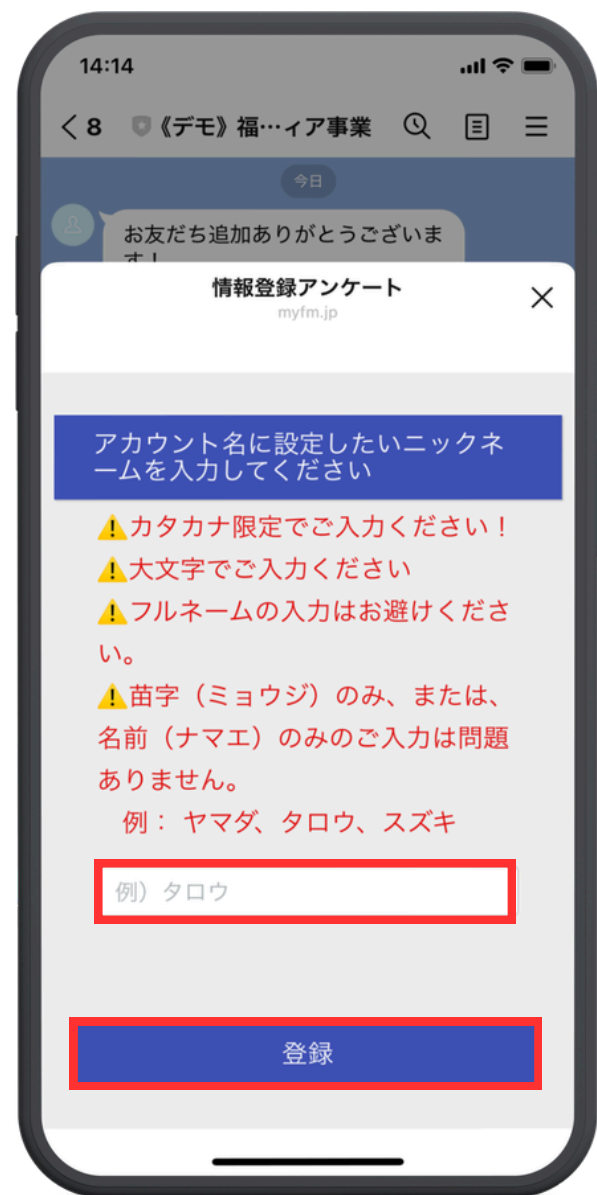 14:14
8 《デモ》福…ィア事業
今日
お友だち追加ありがとうございま
す！
情報登録アンケート
myfm.jp
アカウント名に設定したいニックネ
ームを入力してください
⚠️カタカナ限定でご入力ください！
⚠️大文字でご入力ください
⚠️フルネームの入力はお避けくださ
い。
⚠️苗字（ミョウジ）のみ、または、
名前（ナマエ）のみのご入力は問題
ありません。
例： ヤマダ、タロウ、スズキ
例）タロウ
登録